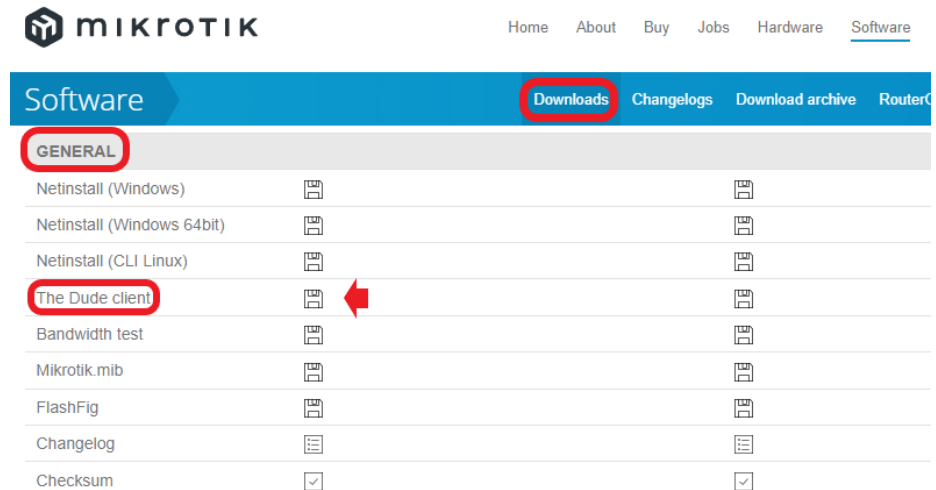 mikrotik
Home About Buy Jobs Hardware Software
Software Downloads Changelogs Download archive
GENERAL
Netinstall (Windows)
Netinstall (Windows 64bit)
Netinstall (CLI Linux)
The Dude client
Bandwidth test
Mikrotik.mib
FlashFig
Changelog
Checksum